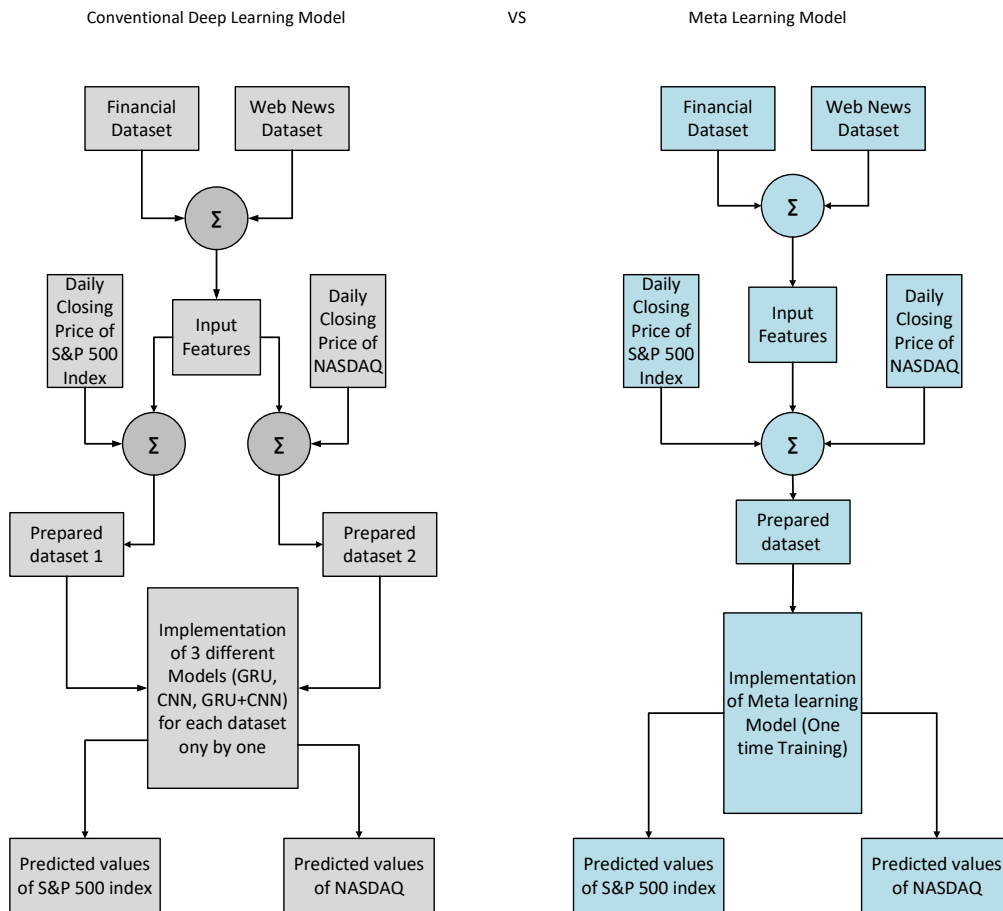 Conventional Deep Learning Model
VS
Meta Learning Model
Financial
Dataset
Web News
Dataset
Σ
Daily
Closing
Price of
S&P 500
Index
Input
Features
Daily
Closing
Price of
NASDAQ
Σ
Σ
Prepared
dataset 1
Prepared
dataset 2
Implementation
of 3 different
Models (GRU,
CNN, GRU+CNN)
for each dataset
ony by one
Predicted values
of S&P 500 index
Predicted values
of NASDAQ
Financial
Dataset
Web News
Dataset
Σ
Daily
Closing
Price of
S&P 500
Index
Input
Features
Daily
Closing
Price of
NASDAQ
Σ
Prepared
dataset
Implementation
of Meta learning
Model (One
time Training)
Predicted values
of S&P 500 index
Predicted values
of NASDAQ